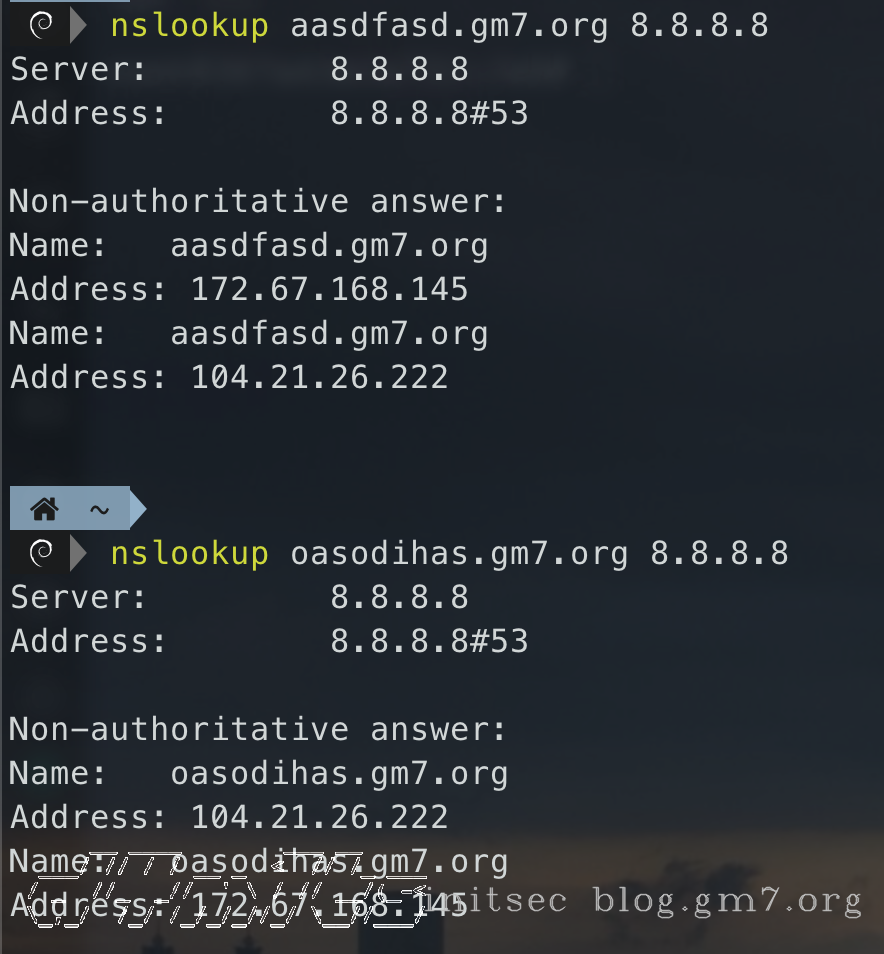 nslookup aasdfasd.gm7.org 8.8.8.8
Server: 8.8.8.8
Address: 8.8.8.8#53
Non-authoritative answer:
Name: aasdfasd.gm7.org
Address: 172.67.168.145
Name: aasdfasd.gm7.org
Address: 104.21.26.222
~
nslookup oasodihas.gm7.org 8.8.8.8
Server: 8.8.8.8
Address: 8.8.8.8#53
Non-authoritative answer:
Name: oasodihas.gm7.org
Address: 104.21.26.222
Name: oasodihas.gm7.org
Address: 172.67.168.145
blog.gm7.org